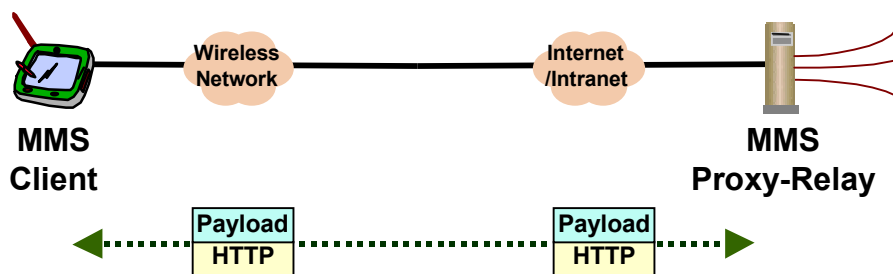 Wireless
Network
Internet
/Intranet
MMS
Client
MMS
Proxy-Relay
Payload
HTTP
Payload
HTTP